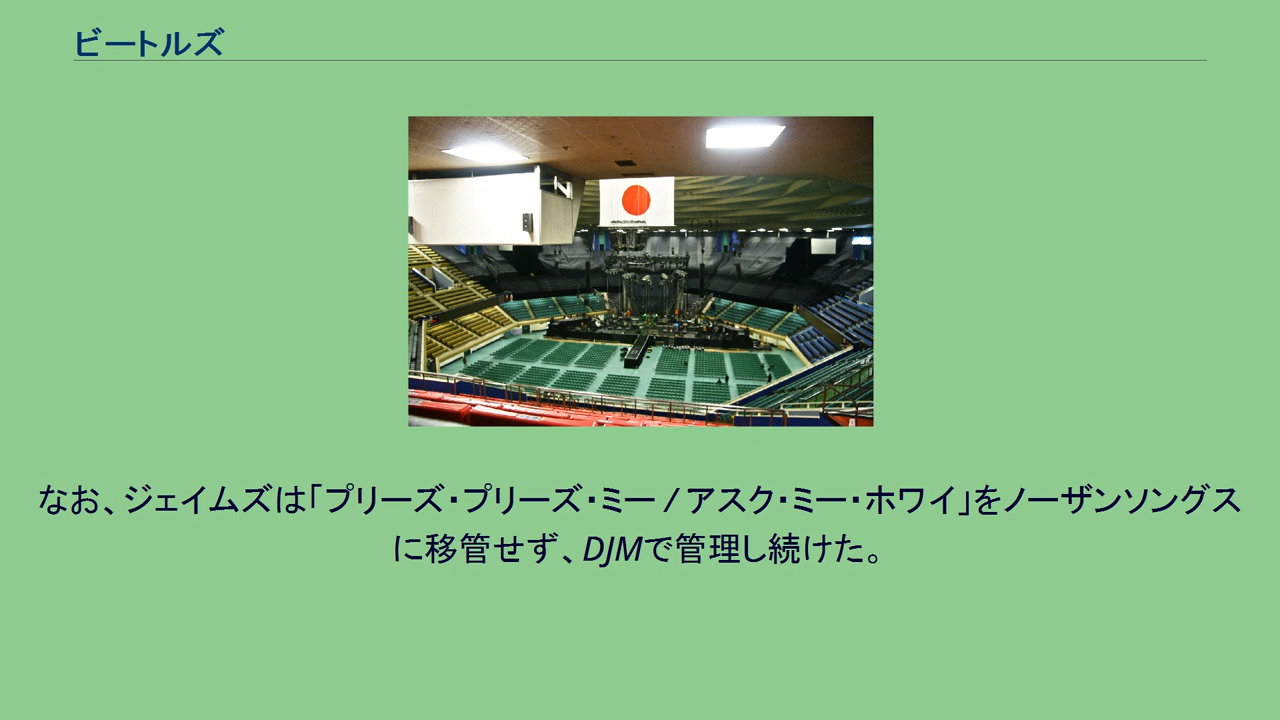 ビートルズ
なお、ジェイムズは「プリーズ・プリーズ・ミー / アスク・ミー・ホワイ」をノーザンソングス
に移管せず、DJMで管理し続けた。